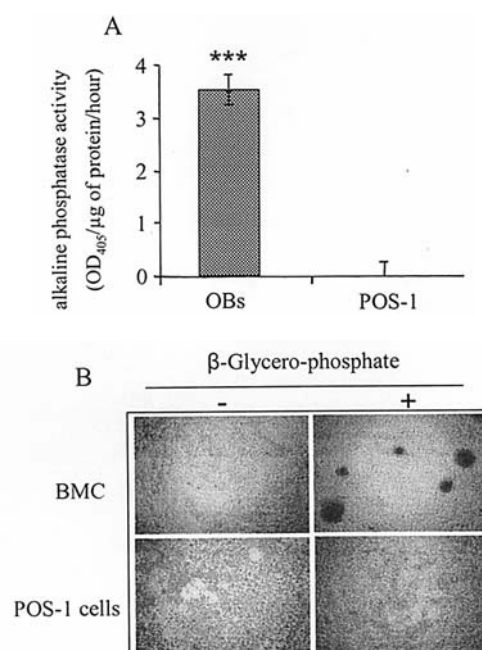 A
alkaline phosphatase activity
(OD405/μg of protein/hour)
***
4
3
2
1
0
OBs
POS-1
B
β-Glycero-phosphate
-
+
BMC
POS-1 cells